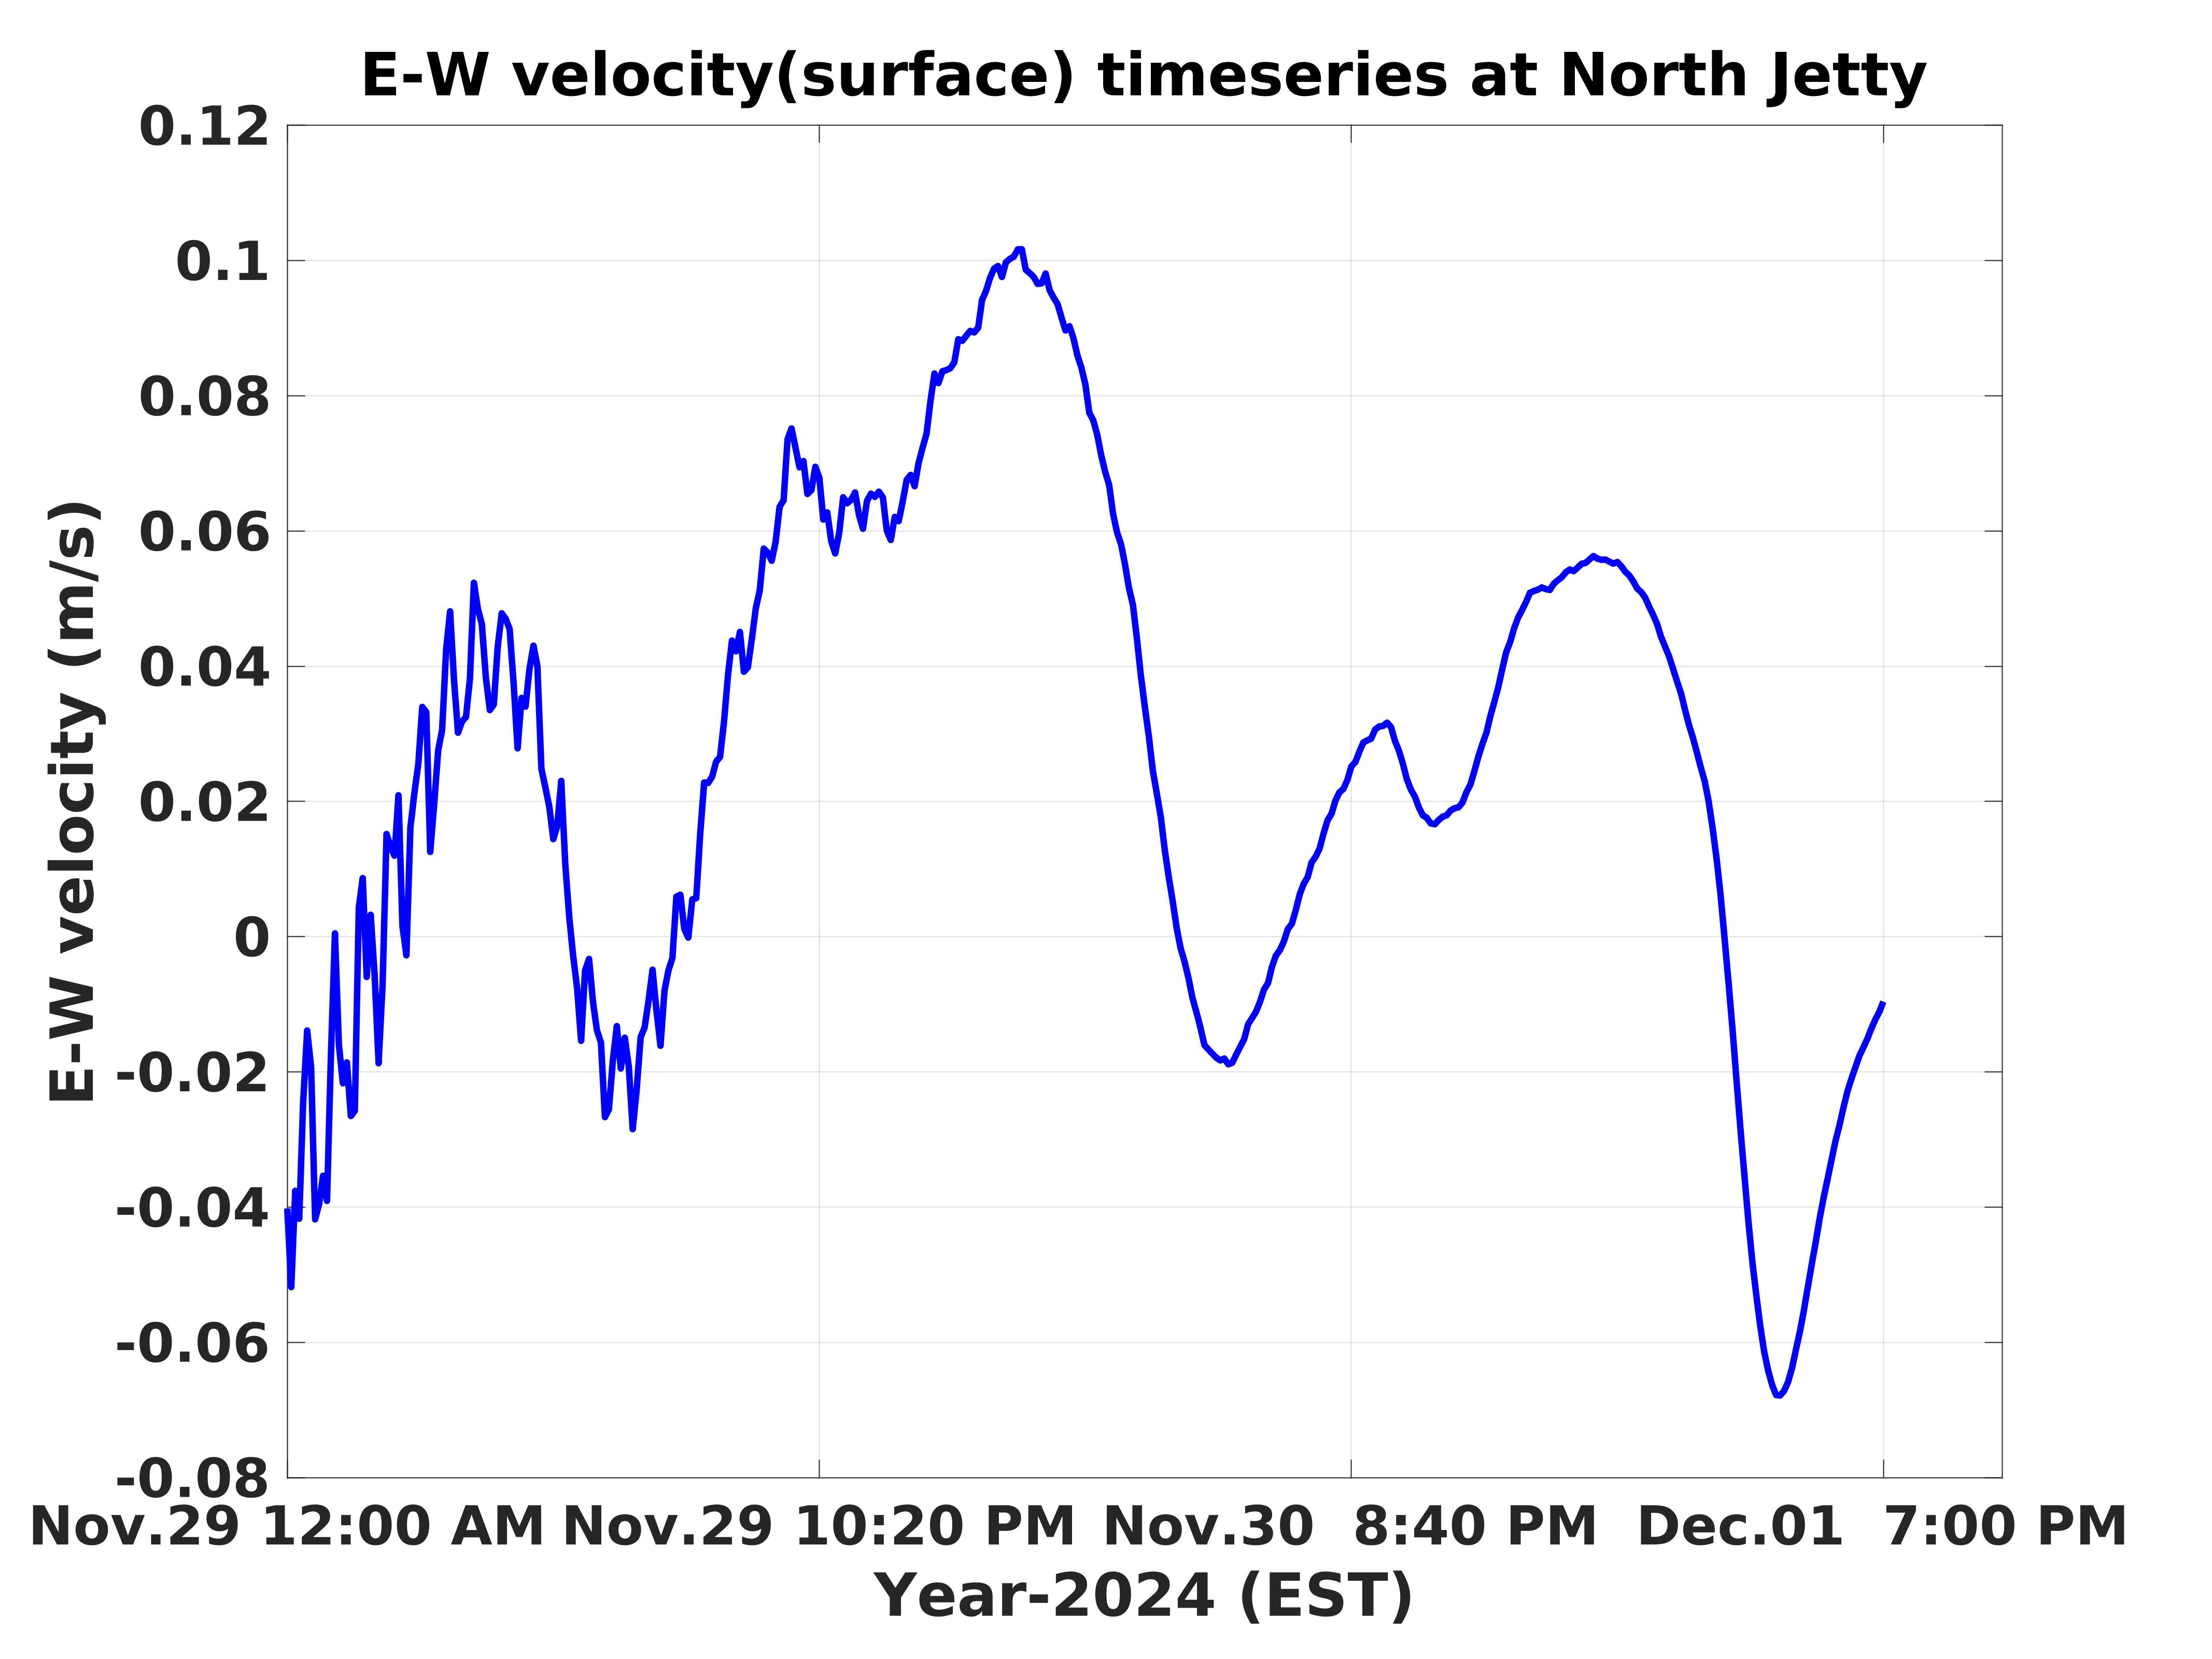 E-W velocity(surface) timeseries at North Jetty
0.12
0.1
0.08
0.06
0.04
0.02
0
-0.02
-0.04
-0.06
-0.08
E-W velocity (m/s)
Nov.29 12:00 AM Nov.29 10:20 PM Nov.30 8:40 PM Dec.01 7:00 PM
Year-2024 (EST)